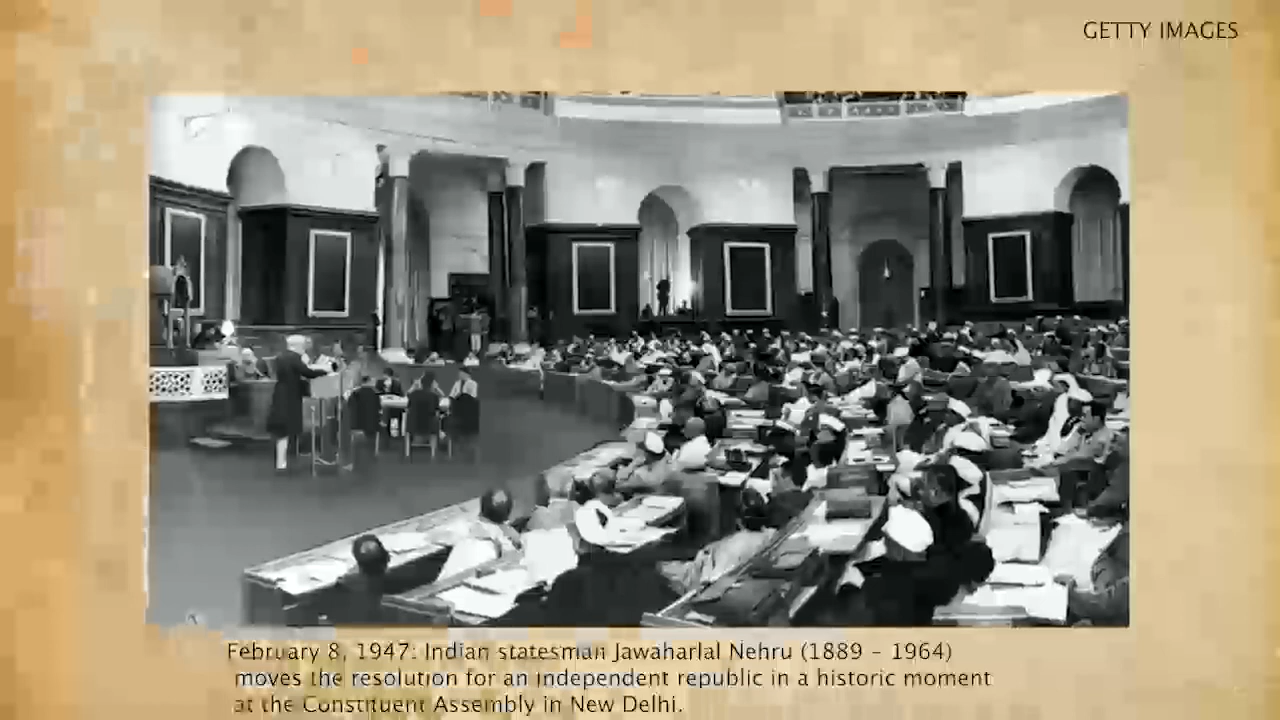 GETTY IMAGES
February 8, 1947: Indian statesman Jawaharlal Nehru (1889 - 1964)
moves the resolution for an independent republic in a historic moment
at the Constituent Assembly in New Delhi.